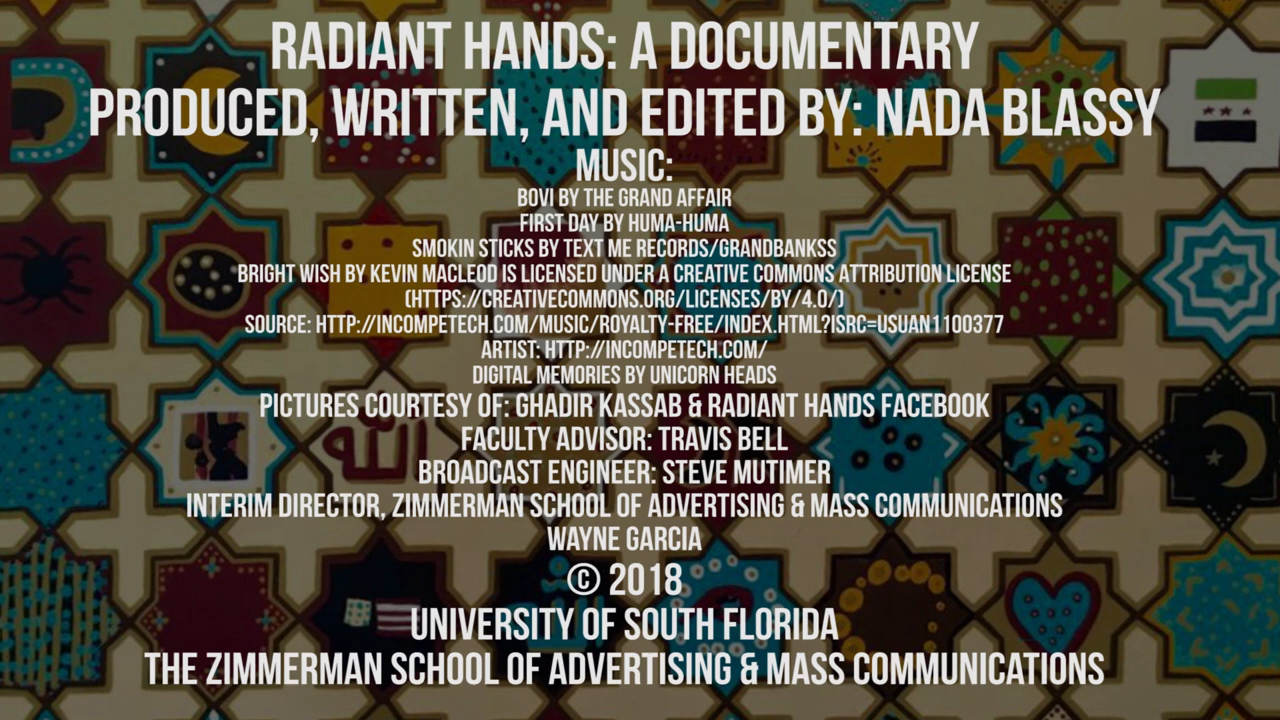 RADIANT HANDS: A DOCUMENTARY
PRODUCED, WRITTEN, AND EDITED BY: NADA BLASSY
MUSIC:
BOVI BY THE GRAND AFFAIR
FIRST DAY BY HUMA-HUMA
SMOKIN STICKS BY TEXT ME RECORDS/GRANDBANKSS
BRIGHT WISH BY KEVIN MACLEOD IS LICENSED UNDER A CREATIVE COMMONS ATTRIBUTION LICENSE
(HTTPS://CREATIVECOMMONS.ORG/LICENSES/BY/4.0/)
SOURCE: HTTP://INCOMPETECH.COM/MUSIC/ROYALTY-FREE/INDEX.HTML?ISRC=USUAN1100377
ARTIST: HTTP://INCOMPETECH.COM/
DIGITAL MEMORIES BY UNICORN HEADS
PICTURES COURTESY OF: GHADIR KASSAB & RADIANT HANDS FACEBOOK
FACULTY ADVISOR: TRAVIS BELL
BROADCAST ENGINEER: STEVE MUTIMER
INTERIM DIRECTOR, ZIMMERMAN SCHOOL OF ADVERTISING & MASS COMMUNICATIONS
WAYNE GARCIA
© 2018
UNIVERSITY OF SOUTH FLORIDA
THE ZIMMERMAN SCHOOL OF ADVERTISING & MASS COMMUNICATIONS
الله